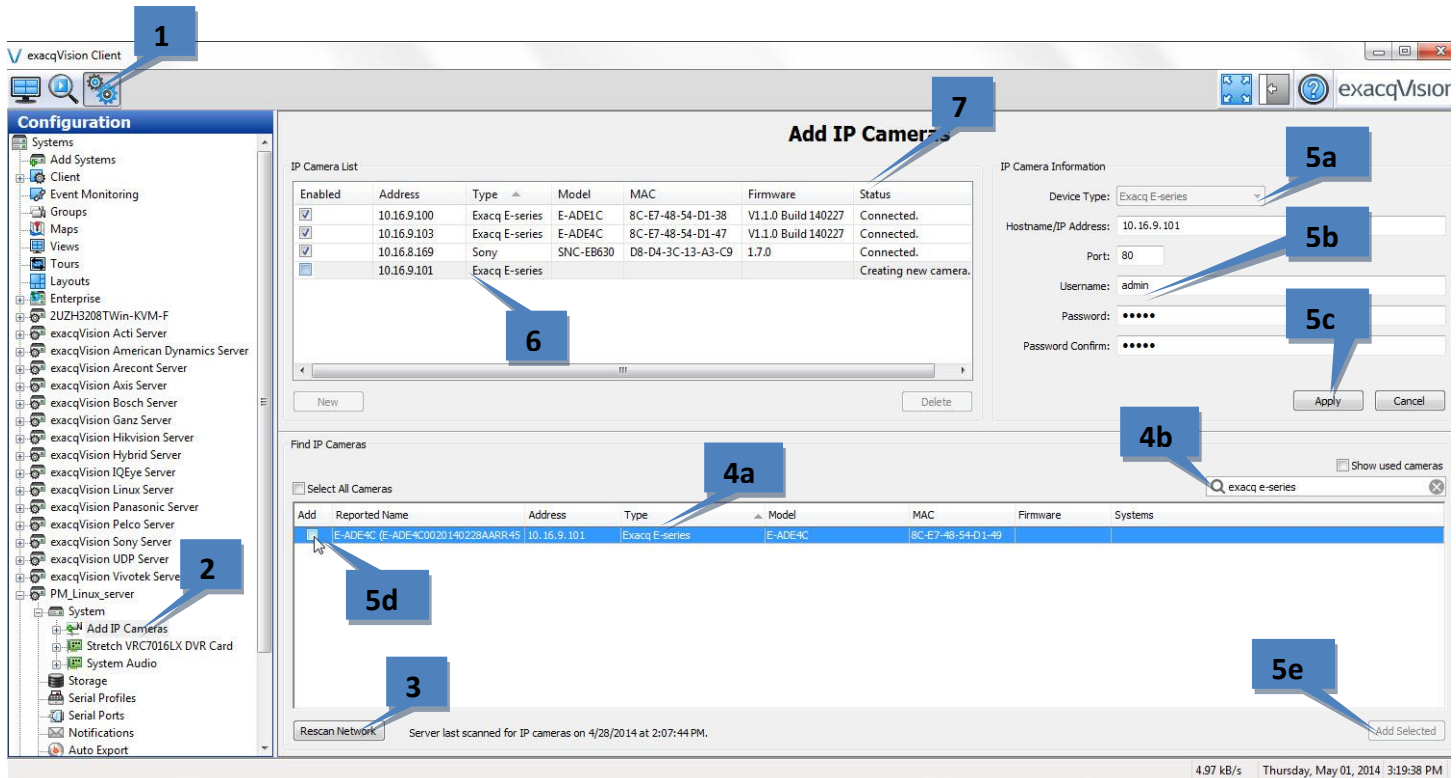 1
exacqVision Client
exacqVision
Configuration
Systems
Add Systems
Client
Event Monitoring
Groups
Maps
Views
Tours
Layouts
Enterprise
2UZH3208TWin-KVM-F
exacqVision Acti Server
exacqVision American Dynamics Server
exacqVision Arecont Server
exacqVision Axis Server
exacqVision Bosch Server
exacqVision Ganz Server
exacqVision Hikvision Server
exacqVision Hybrid Server
exacqVision IQEye Server
exacqVision Linux Server
exacqVision Panasonic Server
exacqVision Pelco Server
exacqVision Sony Server
exacqVision UDP Server
exacqVision Vivotek Serve
2
PM_Linux_server
System
Add IP Cameras
Stretch VRC7016LX DVR Card
System Audio
Storage
Serial Profiles
Serial Ports
Notifications
Auto Export
7
Add IP Cameras
IP Camera List
Enabled Address Type Model MAC Firmware Status
10.16.9.100 Exacq E-series E-ADE1C 8C-E7-48-54-D1-38 V1.1.0 Build 140227 Connected.
10.16.9.103 Exacq E-series E-ADE4C 8C-E7-48-54-D1-47 V1.1.0 Build 140227 Connected.
10.16.8.169 Sony SNC-EB630 D8-D4-3C-13-A3-C9 1.7.0 Connected.
10.16.9.101 Exacq E-series Creating new camera.
6
New Delete
IP Camera Information
5a
Device Type: Exacq E-series
Hostname/IP Address: 10.16.9.101
5b
Port: 80
Username: admin
Password: •••••
5c
Password Confirm: •••••
Apply Cancel
Find IP Cameras
4b
4a
Show used cameras
Select All Cameras
exacq e-series
Add Reported Name Address Type Model MAC Firmware Systems
E-ADE4C (E-ADE4C0020140228AARR45 10.16.9.101 Exacq E-series E-ADE4C 8C-E7-48-54-D1-49
5d
3
5e
Rescan Network Server last scanned for IP cameras on 4/28/2014 at 2:07:44 PM. Add Selected
4.97 kB/s Thursday, May 01, 2014 3:19:38 PM